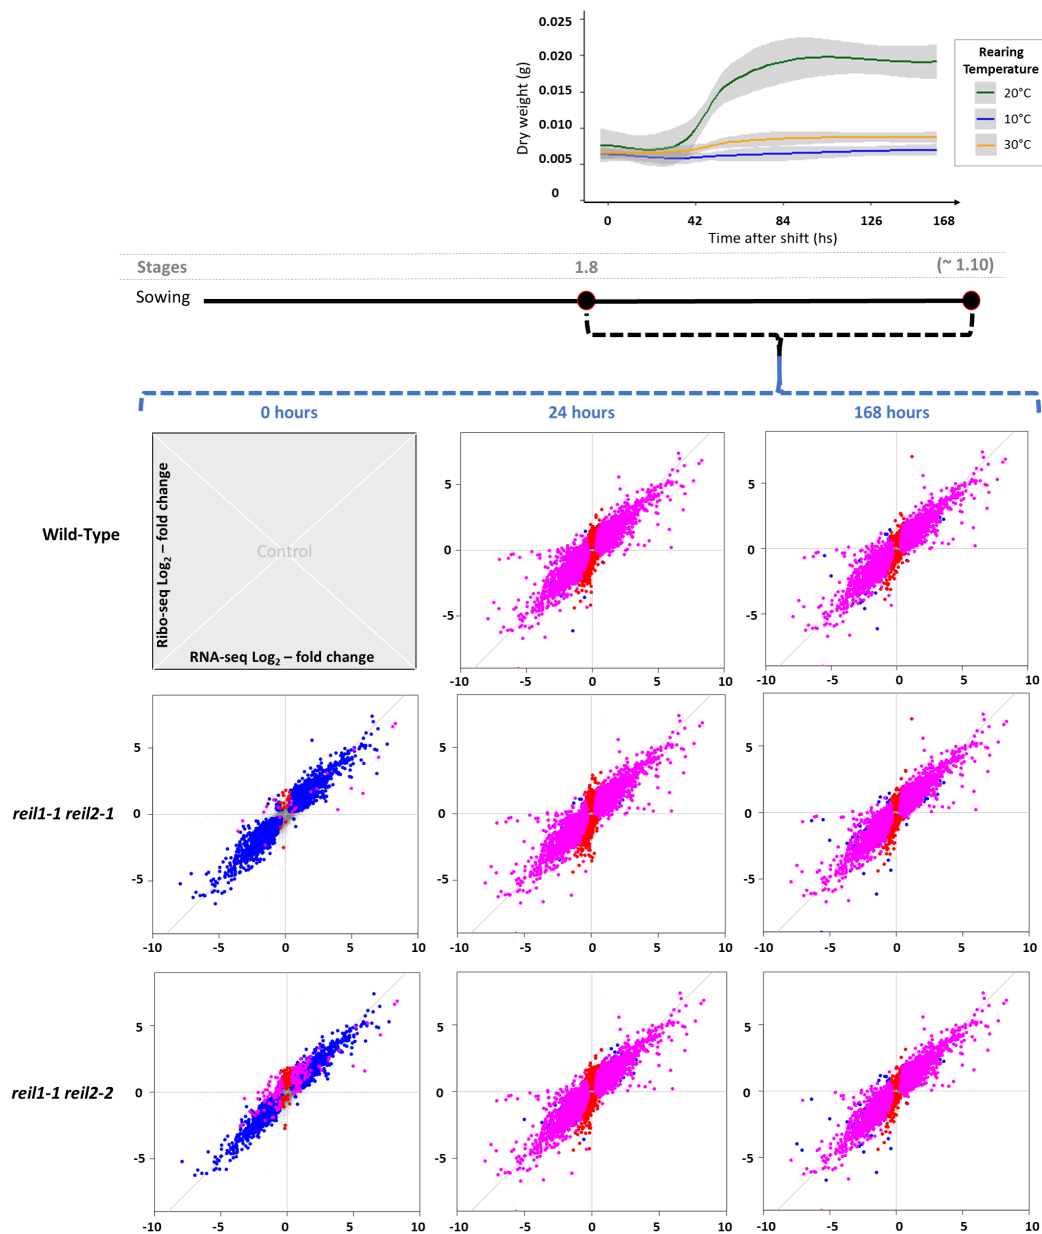 0.025
0.020
0.015
0.010
0.005
0
Dry weight (g)
0 42 84 126 168
Time after shift (hs)
Rearing
Temperature
20°C
10°C
30°C
Stages 1.8 (~ 1.10)
Sowing
0 hours 24 hours 168 hours
Wild-Type
Ribo-seq Log2 – fold change
Control
RNA-seq Log2 – fold change
5
0
-5
-10 -5 0 5 10
5
0
-5
-10 -5 0 5 10
reil1-1 reil2-1
5
0
-5
-10 -5 0 5 10
5
0
-5
-10 -5 0 5 10
5
0
-5
-10 -5 0 5 10
reil1-1 reil2-2
5
0
-5
-10 -5 0 5 10
5
0
-5
-10 -5 0 5 10
5
0
-5
-10 -5 0 5 10